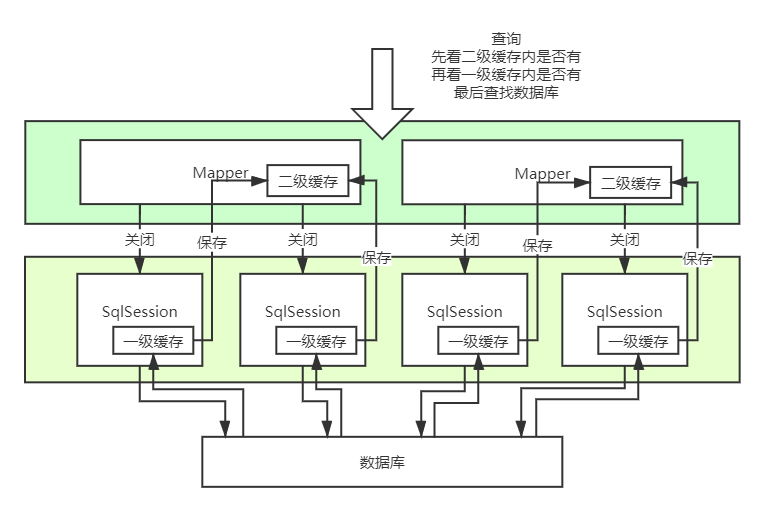 查询
先看二级缓存内是否有
再看一级缓存内是否有
最后查找数据库
Mapper
二级缓存
Mapper
二级缓存
关闭
保存
关闭
保存
关闭
保存
关闭
保存
SqlSession
一级缓存
SqlSession
一级缓存
SqlSession
一级缓存
SqlSession
一级缓存
数据库